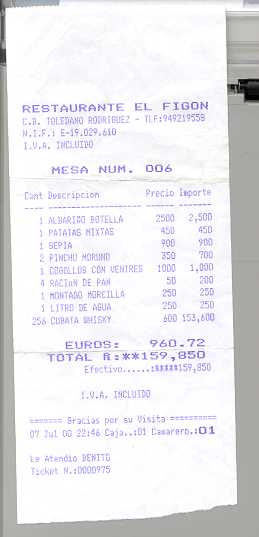 RESTAURANTE EL FIGON
C.B. TOLEDANO RODRIGUEZ - TLF:949219558
N.I.F.: E-19.029.610
I.V.A. INCLUIDO
MESA NUM. 006
Cant Descripcion Precio Importe
1 ALBARIÑO BOTELLA 2500 2,500
1 PATATAS MIXTAS 450 450
1 SEPIA 900 900
2 PINCHO MORUNO 350 700
1 COGOLLOS CON VENTRES 1000 1,000
4 RACION DE PAN 50 200
1 MONTADO MORCILLA 250 250
1 LITRO DE AGUA 250 250
256 CUBATA WHISKY 600 153,600
EUROS: 960.72
TOTAL R:**159,850
Efectivo......:*****159,850
I.V.A. INCLUIDO
======= Gracias por su Visita ==========
07 Jul 00 22:46 Caja..:01 Camarero.:01
Le Atendio BENITO
Ticket N.:0000975